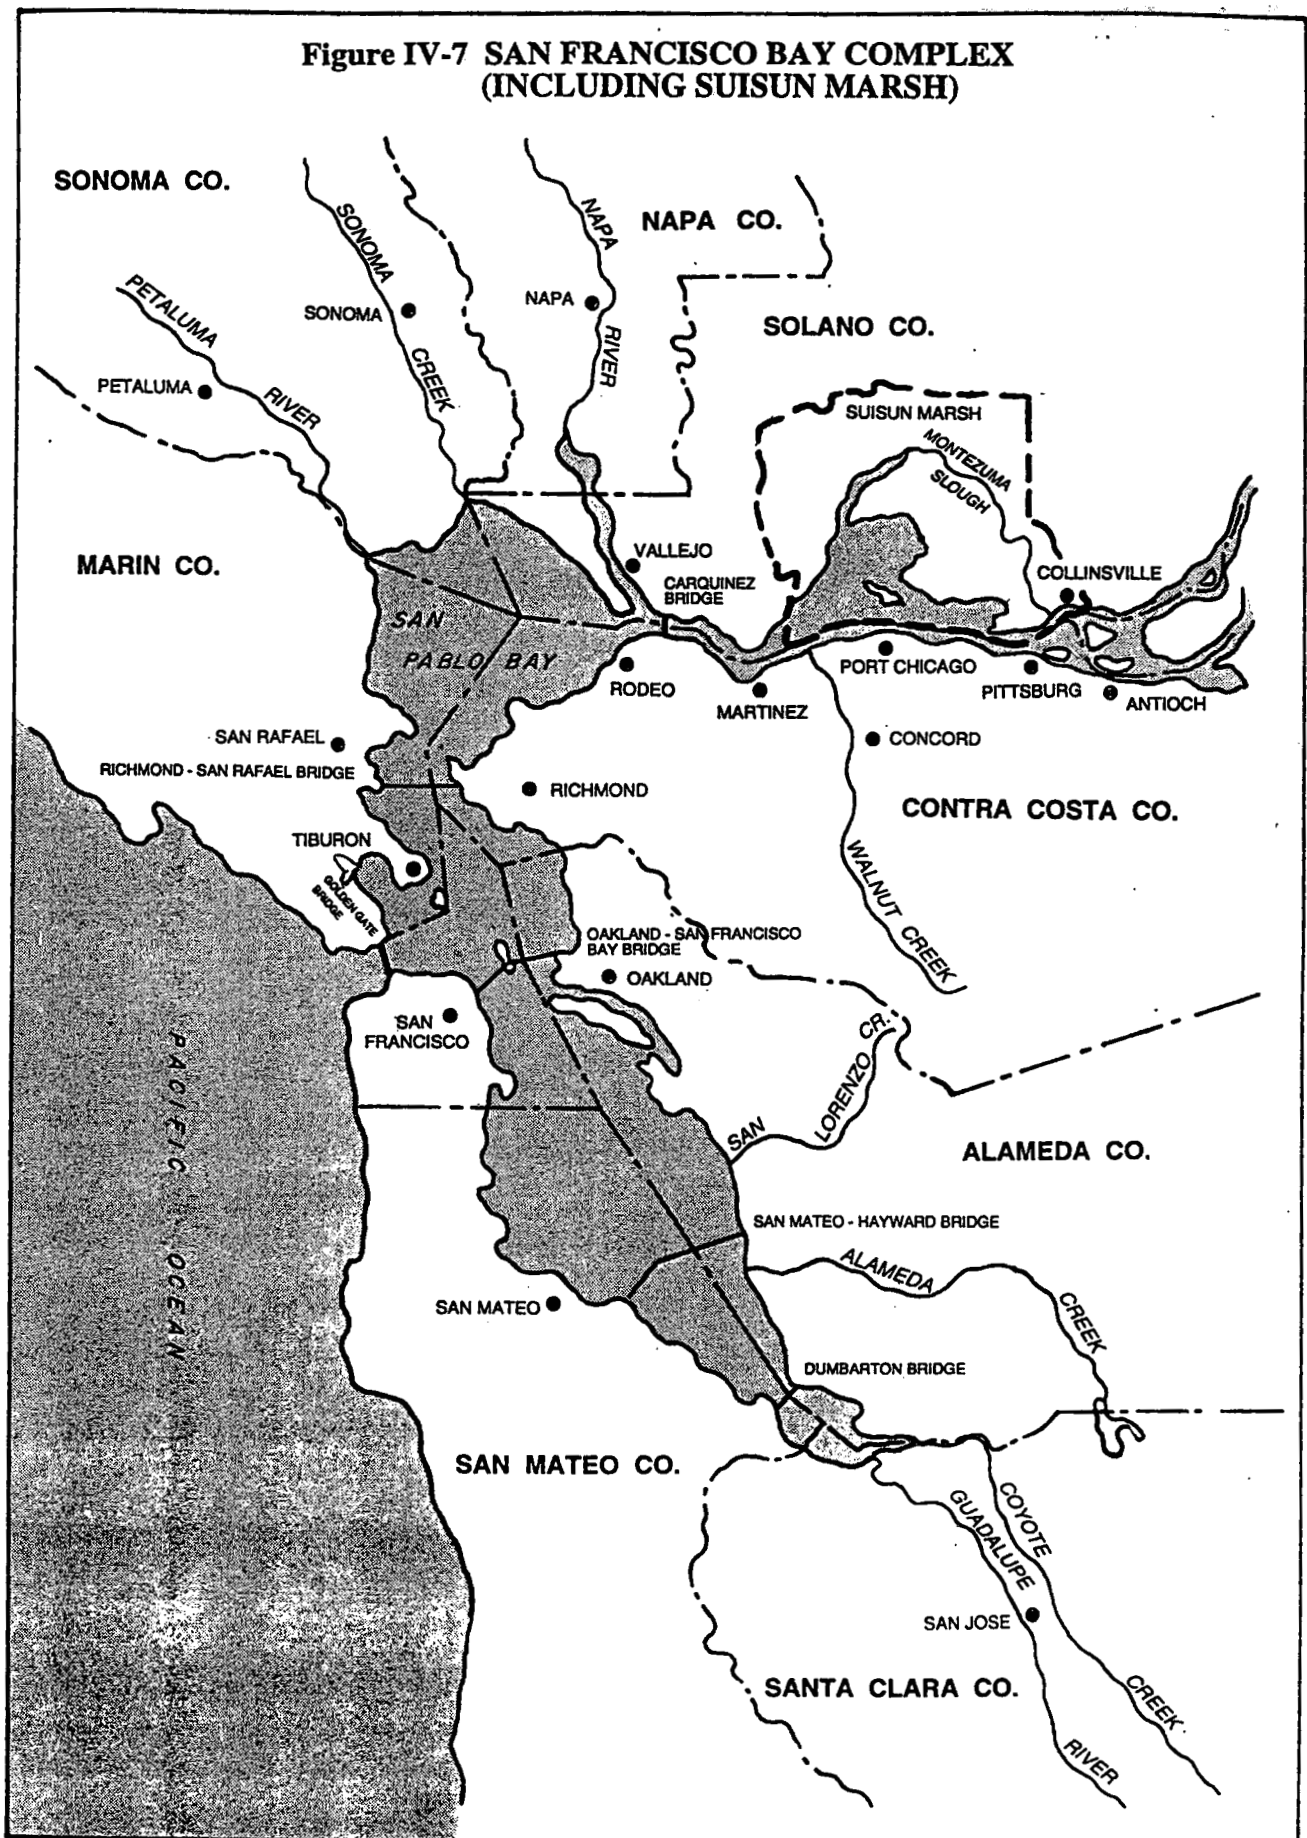 Figure IV-7 SAN FRANCISCO BAY COMPLEX
(INCLUDING SUISUN MARSH)
SONOMA CO.
NAPA CO.
SONOMA CREEK
NAPA RIVER
PETALUMA RIVER
SONOMA
NAPA
SOLANO CO.
PETALUMA
SUISUN MARSH
MONTEZUMA
SLOUGH
MARIN CO.
VALLEJO
CARQUINEZ
BRIDGE
COLLINSVILLE
SAN
PABLO BAY
RODEO
MARTINEZ
PORT CHICAGO
PITTSBURG
ANTIOCH
SAN RAFAEL
CONCORD
RICHMOND - SAN RAFAEL BRIDGE
RICHMOND
CONTRA COSTA CO.
TIBURON
GOLDEN GATE
BRIDGE
WALNUT CREEK
OAKLAND - SAN FRANCISCO
BAY BRIDGE
OAKLAND
SAN
FRANCISCO
SAN LORENZO CR.
PACIFIC OCEAN
ALAMEDA CO.
SAN MATEO - HAYWARD BRIDGE
ALAMEDA CREEK
SAN MATEO
DUMBARTON BRIDGE
SAN MATEO CO.
COYOTE CREEK
GUADALUPE RIVER
SAN JOSE
SANTA CLARA CO.